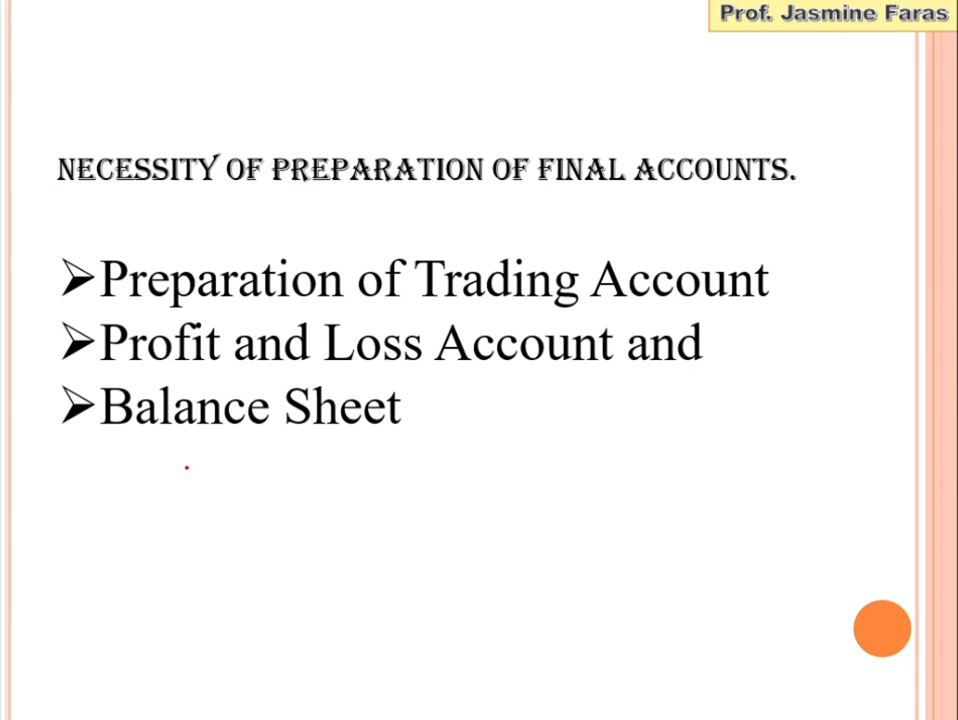 Prof. Jasmine Faras
NECESSITY OF PREPARATION OF FINAL ACCOUNTS.
➢Preparation of Trading Account
➢Profit and Loss Account and
➢Balance Sheet